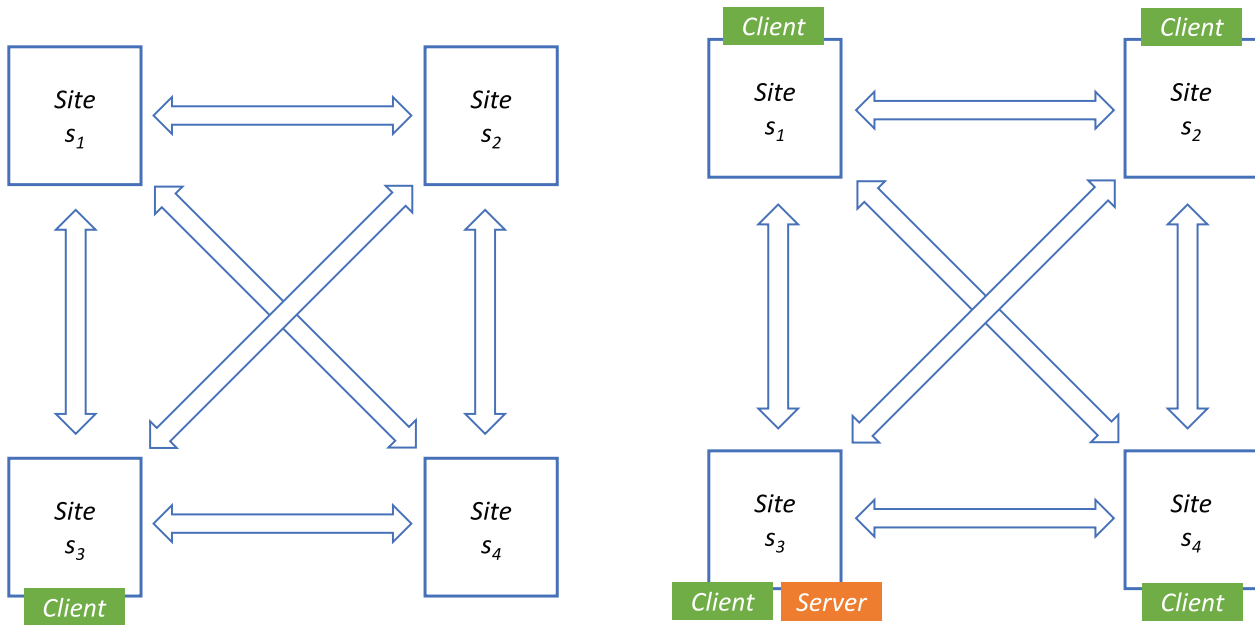 Client
Client
Site
s1
Site
s2
Site
s1
Site
s2
Site
s3
Site
s4
Site
s3
Site
s4
Client
Client
Server
Client